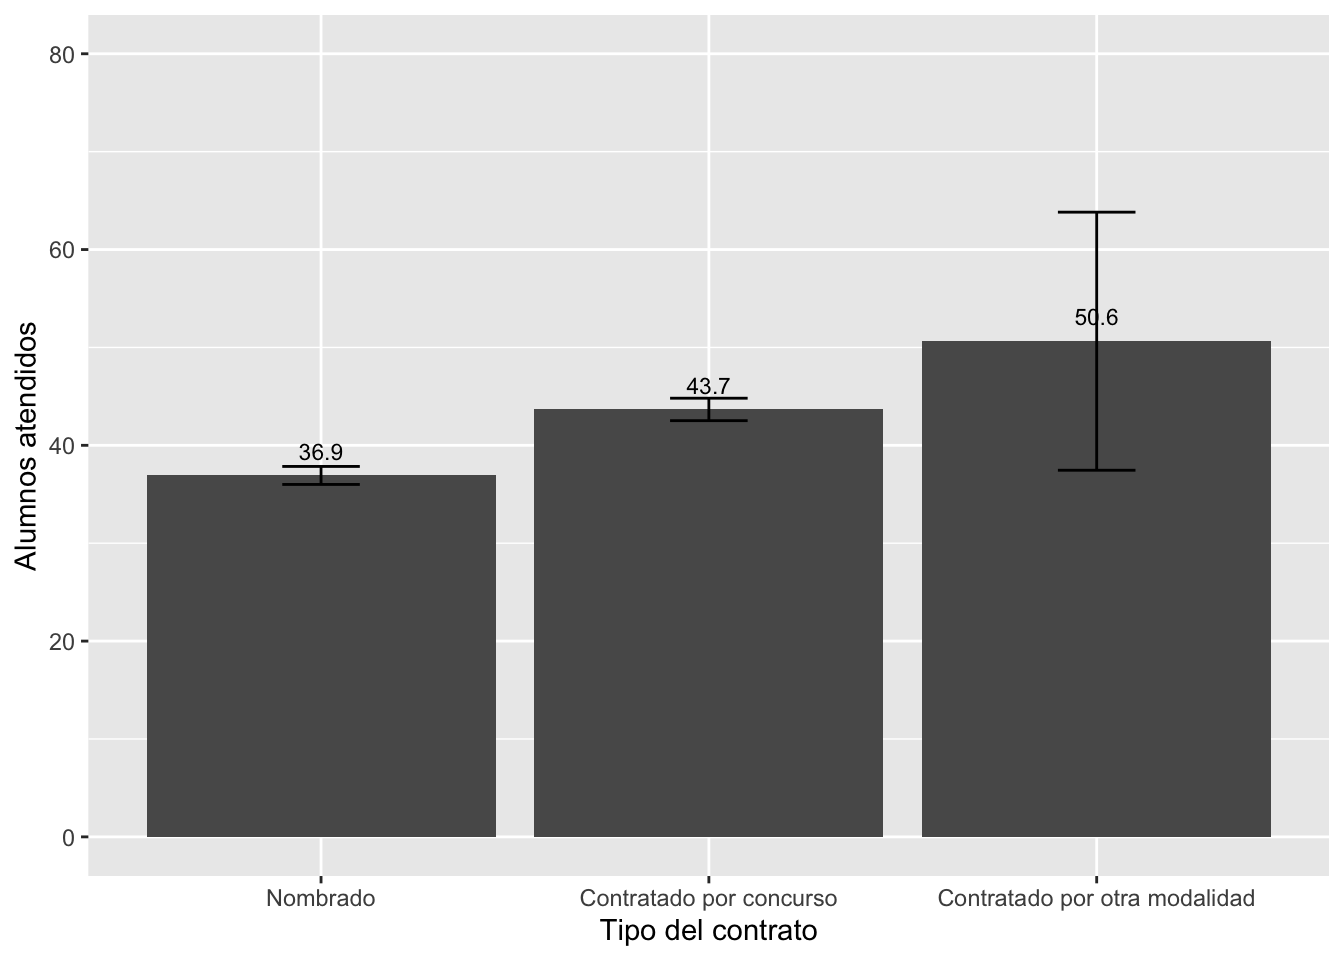 Alumnos atendidos
80
60
40
20
0
36.9
43.7
50.6
Nombrado
Contratado por concurso
Contratado por otra modalidad
Tipo del contrato